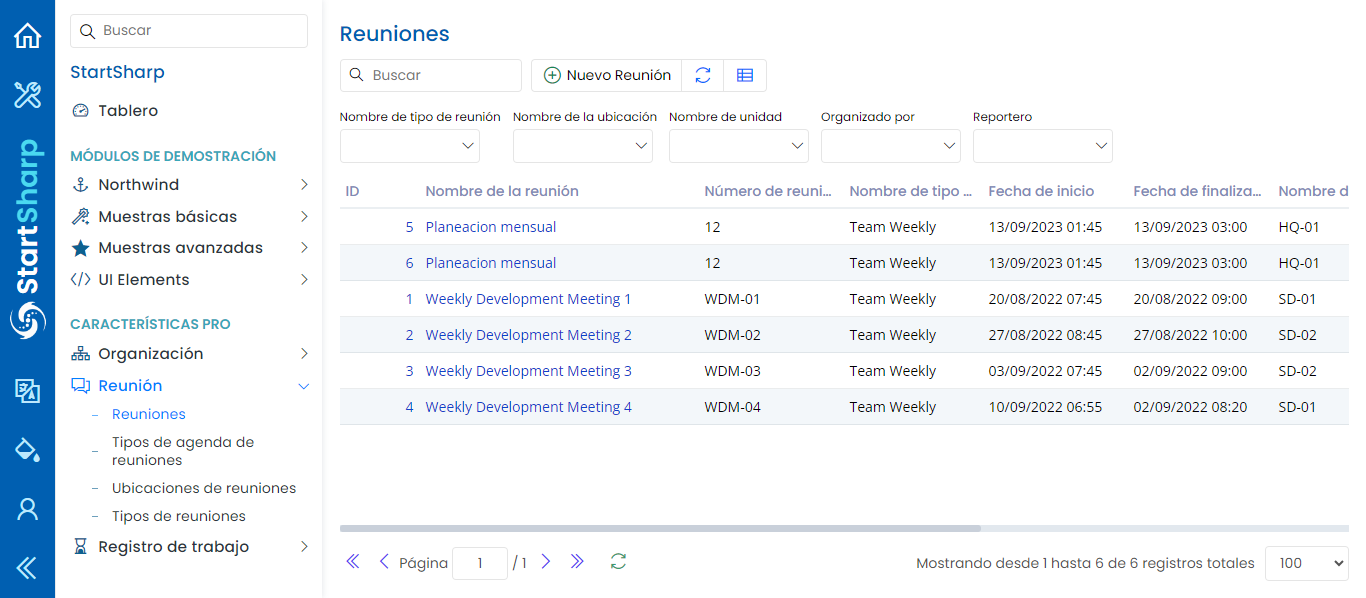 StartSharp
Buscar
StartSharp
Tablero
MÓDULOS DE DEMOSTRACIÓN
Northwind
Muestras básicas
Muestras avanzadas
UI Elements
CARACTERÍSTICAS PRO
Organización
Reunión
Reuniones
Tipos de agenda de
reuniones
Ubicaciones de reuniones
Tipos de reuniones
Registro de trabajo
Reuniones
Buscar Nuevo Reunión
Nombre de tipo de reunión Nombre de la ubicación Nombre de unidad Organizado por Reportero
ID Nombre de la reunión Número de reuni... Nombre de tipo ... Fecha de inicio Fecha de finaliza... Nombre d
5 Planeacion mensual 12 Team Weekly 13/09/2023 01:45 13/09/2023 03:00 HQ-01
6 Planeacion mensual 12 Team Weekly 13/09/2023 01:45 13/09/2023 03:00 HQ-01
1 Weekly Development Meeting 1 WDM-01 Team Weekly 20/08/2022 07:45 20/08/2022 09:00 SD-01
2 Weekly Development Meeting 2 WDM-02 Team Weekly 27/08/2022 08:45 27/08/2022 10:00 SD-02
3 Weekly Development Meeting 3 WDM-03 Team Weekly 03/09/2022 07:45 02/09/2022 09:00 SD-02
4 Weekly Development Meeting 4 WDM-04 Team Weekly 10/09/2022 06:55 02/09/2022 08:20 SD-01
Página 1 / 1 Mostrando desde 1 hasta 6 de 6 registros totales 100